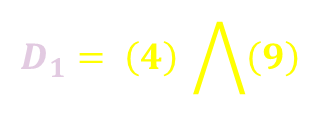 D₁ = (4) ⋀ (9)